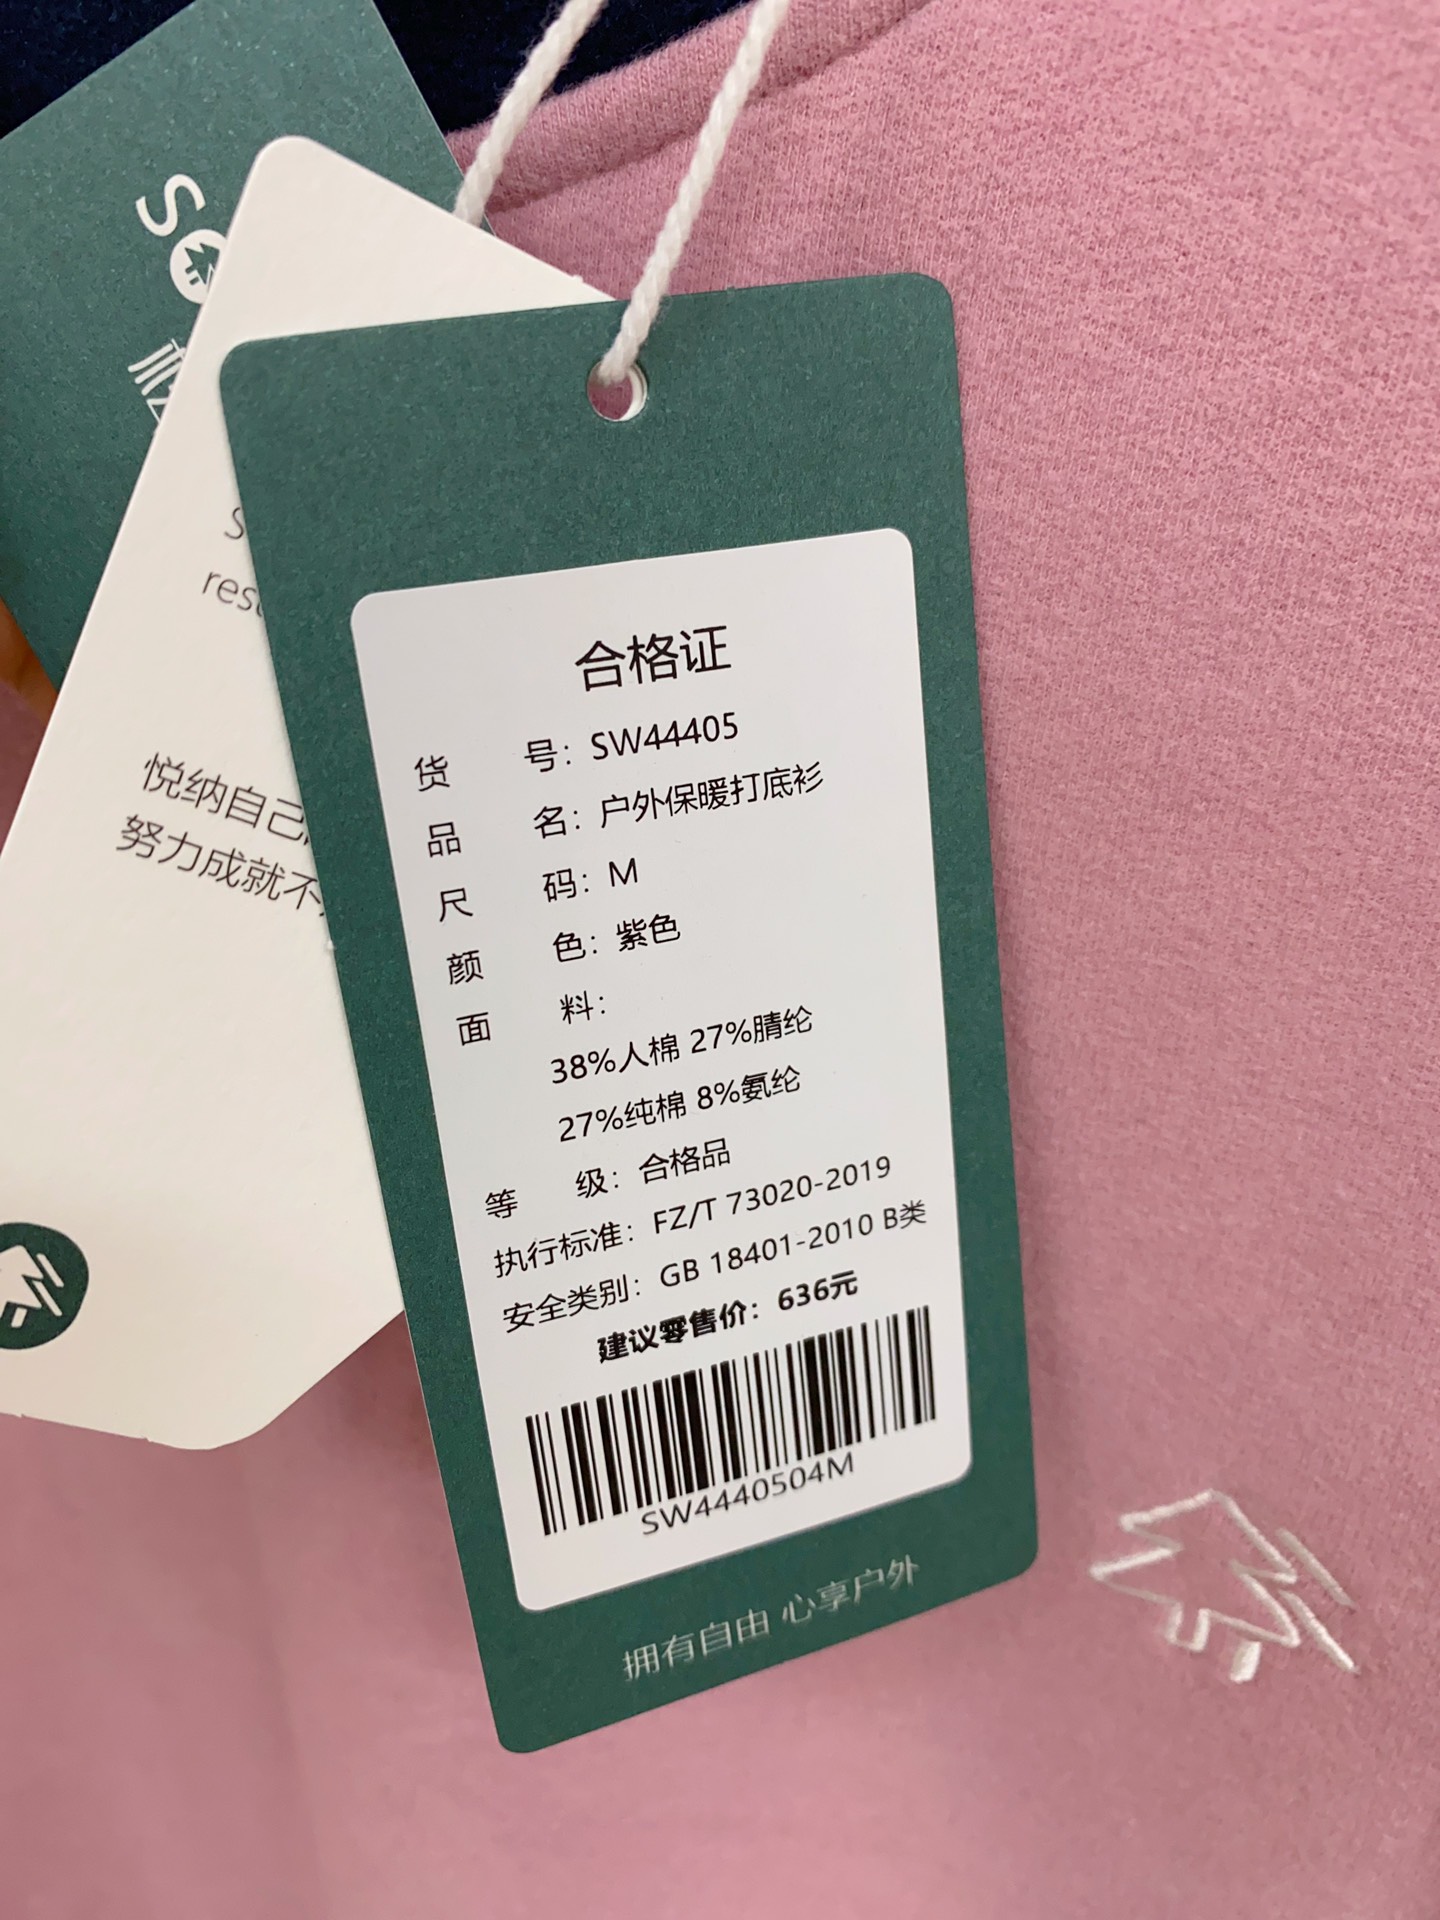 合格证
货 号：SW44405
品 名：户外保暖打底衫
尺 码：M
颜 色：紫色
面 料：
38%人棉 27%腈纶
27%纯棉 8%氨纶
等 级：合格品
执行标准：FZ/T 73020-2019
安全类别：GB 18401-2010 B类
建议零售价：636元
SW4440504M
拥有自由 心享户外
悦纳自己
努力成就不